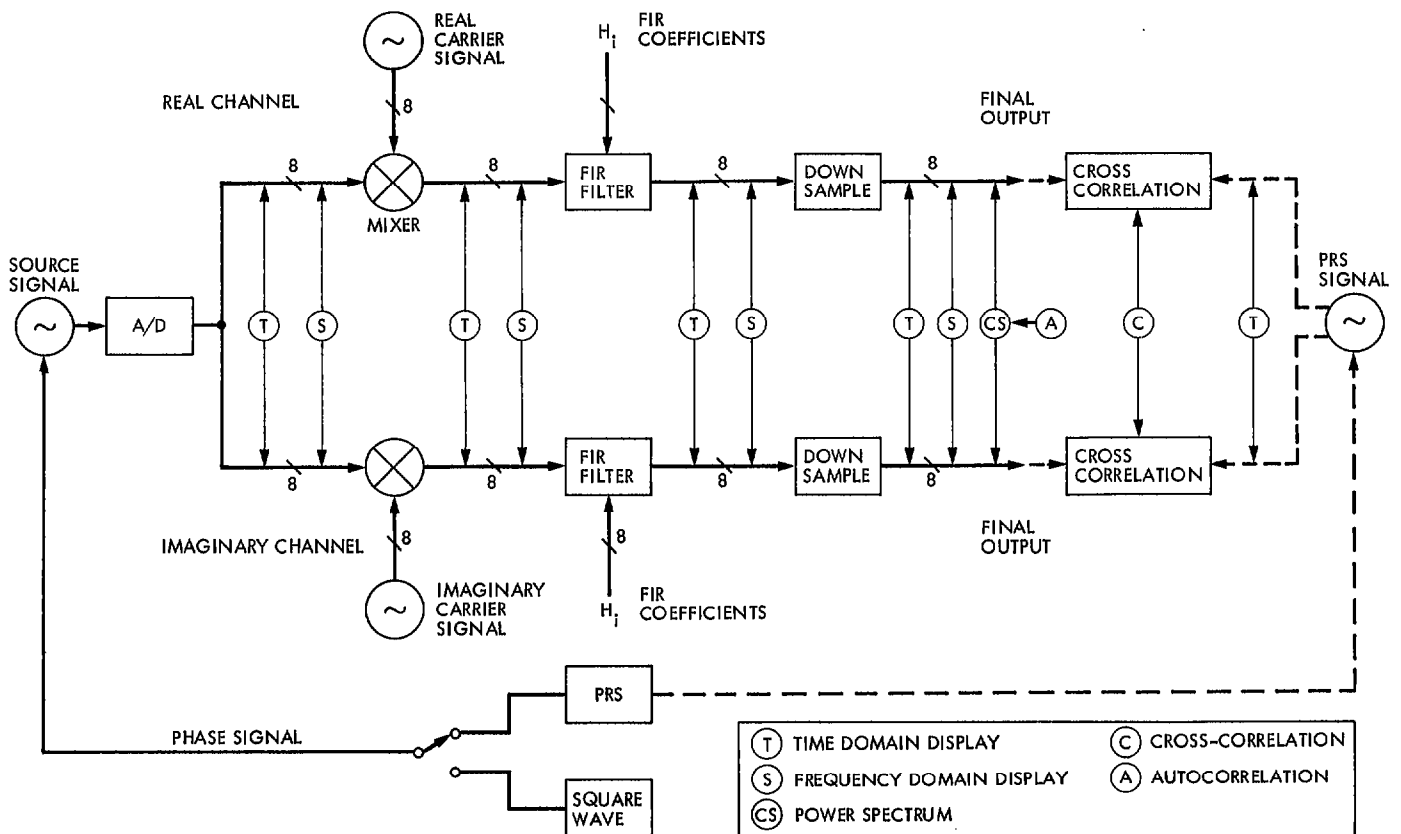 REAL
CARRIER
SIGNAL
~
H_i
FIR
COEFFICIENTS
8
REAL CHANNEL
FINAL
OUTPUT
8
8
8
8
MIXER
FIR
FILTER
DOWN
SAMPLE
CROSS
CORRELATION
SOURCE
SIGNAL
~
A/D
T
S
T
S
T
S
T
S
CS
A
C
T
PRS
SIGNAL
~
FIR
FILTER
DOWN
SAMPLE
CROSS
CORRELATION
8
8
8
8
IMAGINARY CHANNEL
8
8
FINAL
OUTPUT
~
IMAGINARY
CARRIER
SIGNAL
H_i
FIR
COEFFICIENTS
PRS
PHASE SIGNAL
SQUARE
WAVE
T TIME DOMAIN DISPLAY
C CROSS-CORRELATION
S FREQUENCY DOMAIN DISPLAY
A AUTOCORRELATION
CS POWER SPECTRUM